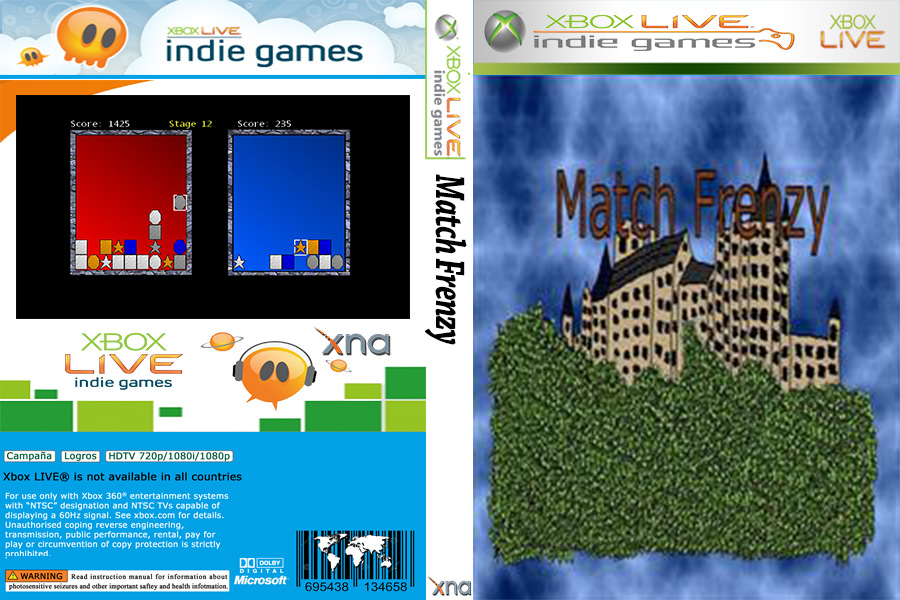 XBOX LIVE
indie games
Score: 1425
Stage 12
Score: 235
XBOX
LIVE
indie games
xna
Campaña
Logros
HDTV 720p/1080i/1080p
Xbox LIVE® is not available in all countries
For use only with Xbox 360® entertainment systems
with “NTSC” designation and NTSC TVs capable of
displaying a 60Hz signal. See xbox.com for details.
Unauthorised coping reverse engineering,
transmission, public performance, rental, pay for
play or circumvention of copy protection is strictly
prohibited.
WARNING Read instruction manual for information about
photosensitive seizures and other important saftey and health infotmation.
DOLBY
DIGITAL
Microsoft
695438 134658
XBOX LIVE
indie games
Match Frenzy
xna
XBOX LIVE
indie games
XBOX
LIVE
Match Frenzy